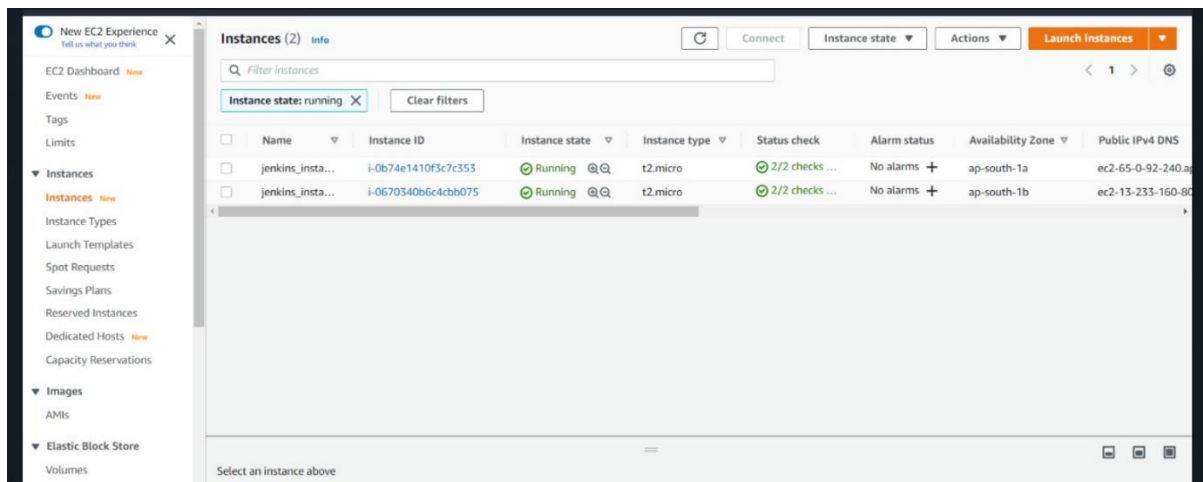 New EC2 Experience
Tell us what you think
EC2 Dashboard New
Events New
Tags
Limits
Instances
Instances New
Instance Types
Launch Templates
Spot Requests
Savings Plans
Reserved Instances
Dedicated Hosts New
Capacity Reservations
Images
AMIs
Elastic Block Store
Volumes
Instances (2) Info
Connect Instance state Actions Launch instances
Filter instances
1
Instance state: running Clear filters
Name Instance ID Instance state Instance type Status check Alarm status Availability Zone Public IPv4 DNS
jenkins_insta... i-0b74e1410f3c7c353 Running t2.micro 2/2 checks ... No alarms + ap-south-1a ec2-65-0-92-240.ap
jenkins_insta... i-0670340b6c4cbb075 Running t2.micro 2/2 checks ... No alarms + ap-south-1b ec2-13-233-160-80
Select an instance above